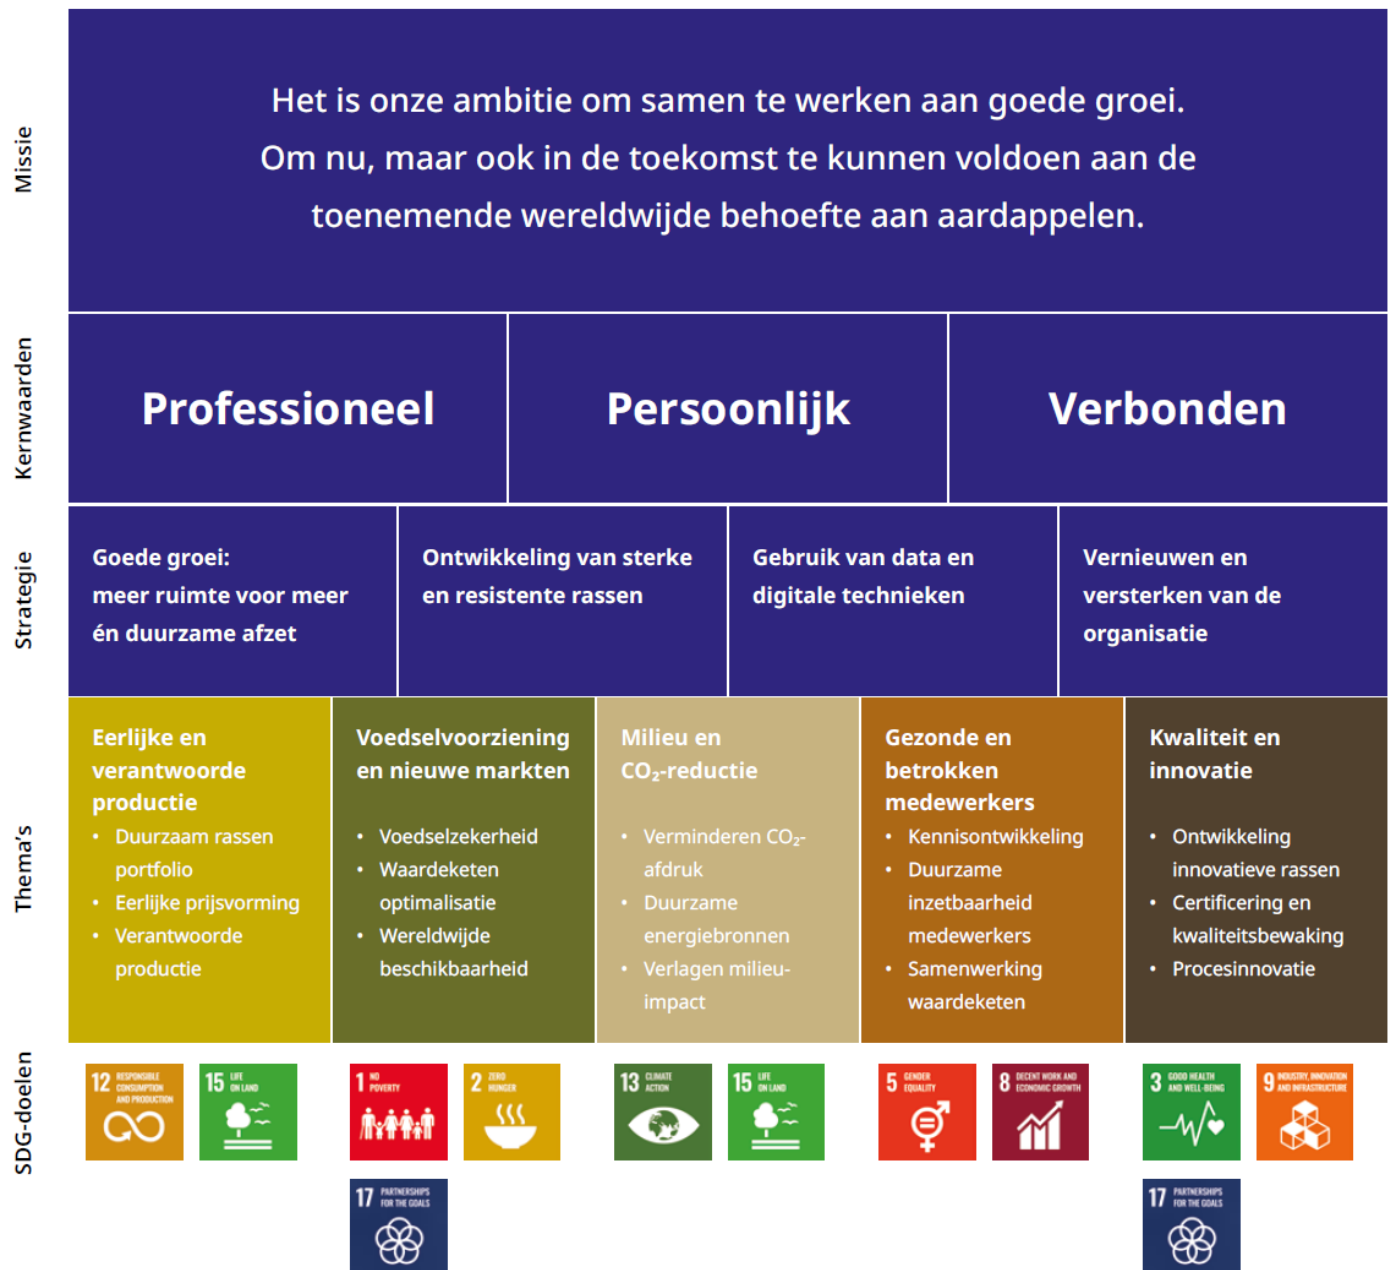 Missie
Het is onze ambitie om samen te werken aan goede groei.
Om nu, maar ook in de toekomst te kunnen voldoen aan de
toenemende wereldwijde behoefte aan aardappelen.
Kernwaarden
Professioneel
Persoonlijk
Verbonden
Strategie
Goede groei:
meer ruimte voor meer
én duurzame afzet
Ontwikkeling van sterke
en resistente rassen
Gebruik van data en
digitale technieken
Vernieuwen en
versterken van de
organisatie
Thema's
Eerlijke en
verantwoorde
productie
• Duurzaam rassen
portfolio
• Eerlijke prijsvorming
• Verantwoorde
productie
Voedselvoorziening
en nieuwe markten
• Voedselzekerheid
• Waardeketen
optimalisatie
• Wereldwijde
beschikbaarheid
Milieu en
CO₂-reductie
• Verminderen CO₂-
afdruk
• Duurzame
energiebronnen
• Verlagen milieu-
impact
Gezonde en
betrokken
medewerkers
• Kennisontwikkeling
• Duurzame
inzetbaarheid
medewerkers
• Samenwerking
waardeketen
Kwaliteit en
innovatie
• Ontwikkeling
innovatieve rassen
• Certificering en
kwaliteitsbewaking
• Procesinnovatie
SDG-doelen
12 RESPONSIBLE
CONSUMPTION
AND PRODUCTION
15 LIFE
ON LAND
1 NO
POVERTY
2 ZERO
HUNGER
13 CLIMATE
ACTION
15 LIFE
ON LAND
5 GENDER
EQUALITY
8 DECENT WORK AND
ECONOMIC GROWTH
3 GOOD HEALTH
AND WELL-BEING
9 INDUSTRY, INNOVATION
AND INFRASTRUCTURE
17 PARTNERSHIPS
FOR THE GOALS
17 PARTNERSHIPS
FOR THE GOALS